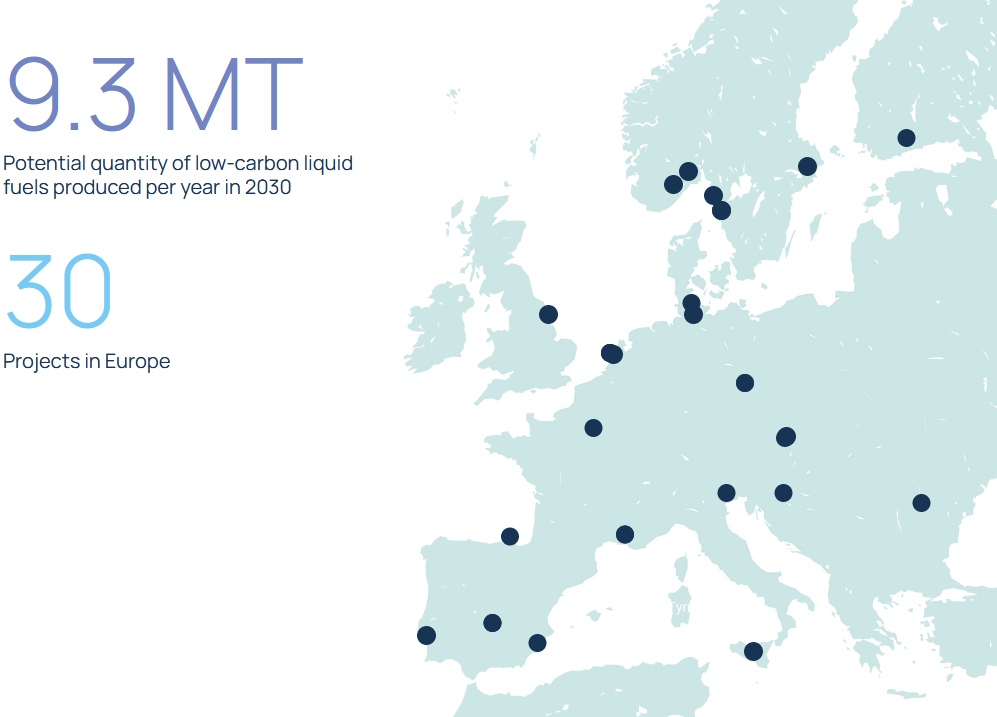 9.3 MT
Potential quantity of low-carbon liquid
fuels produced per year in 2030
30
Projects in Europe